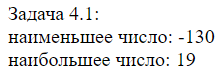 Задача 4.1:
наименьшее число: -130
наибольшее число: 19